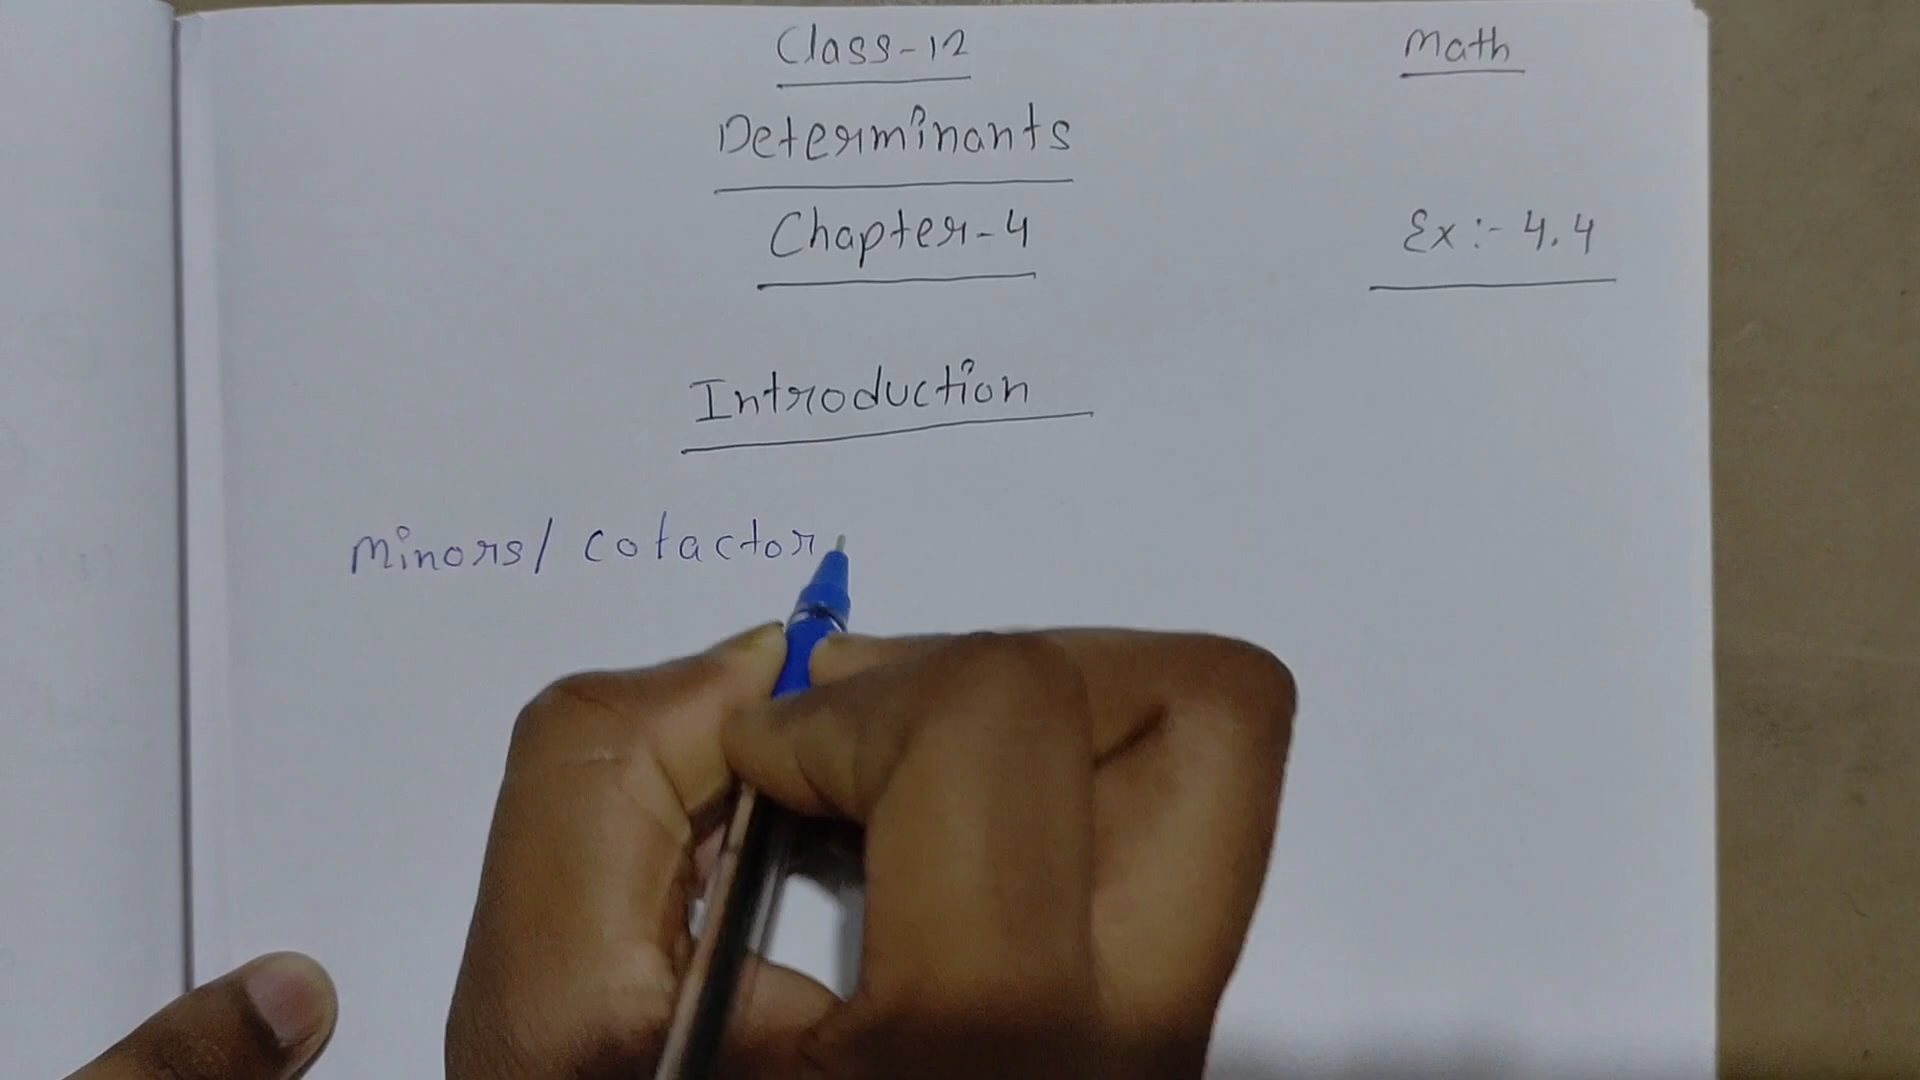 Class-12
Math
Determinants
Chapter-4
Ex:- 4.4
Introduction
Minors/ cofactor